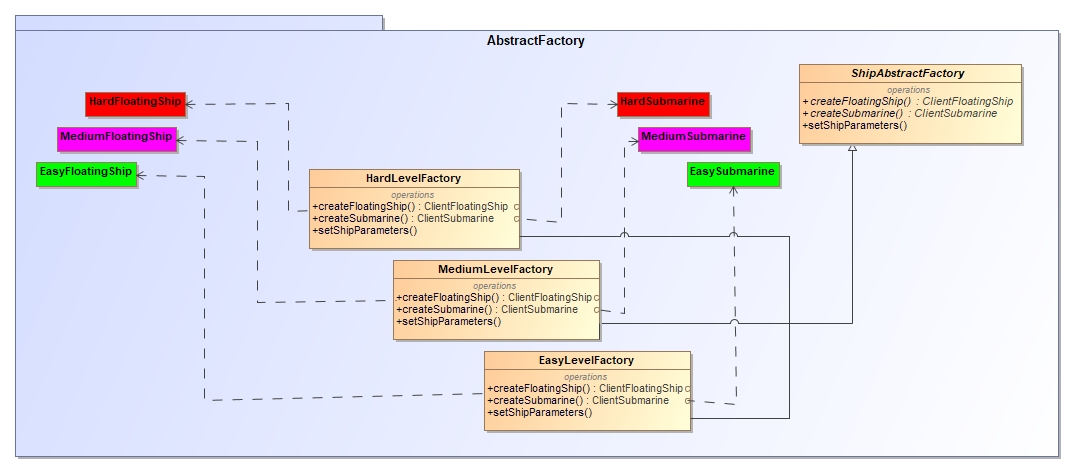 AbstractFactory
ShipAbstractFactory
operations
+createFloatingShip() : ClientFloatingShip
+createSubmarine() : ClientSubmarine
+setShipParameters()
HardFloatingShip
MediumFloatingShip
EasyFloatingShip
HardSubmarine
MediumSubmarine
EasySubmarine
HardLevelFactory
operations
+createFloatingShip() : ClientFloatingShip
+createSubmarine() : ClientSubmarine
+setShipParameters()
MediumLevelFactory
operations
+createFloatingShip() : ClientFloatingShip
+createSubmarine() : ClientSubmarine
+setShipParameters()
EasyLevelFactory
operations
+createFloatingShip() : ClientFloatingShip
+createSubmarine() : ClientSubmarine
+setShipParameters()